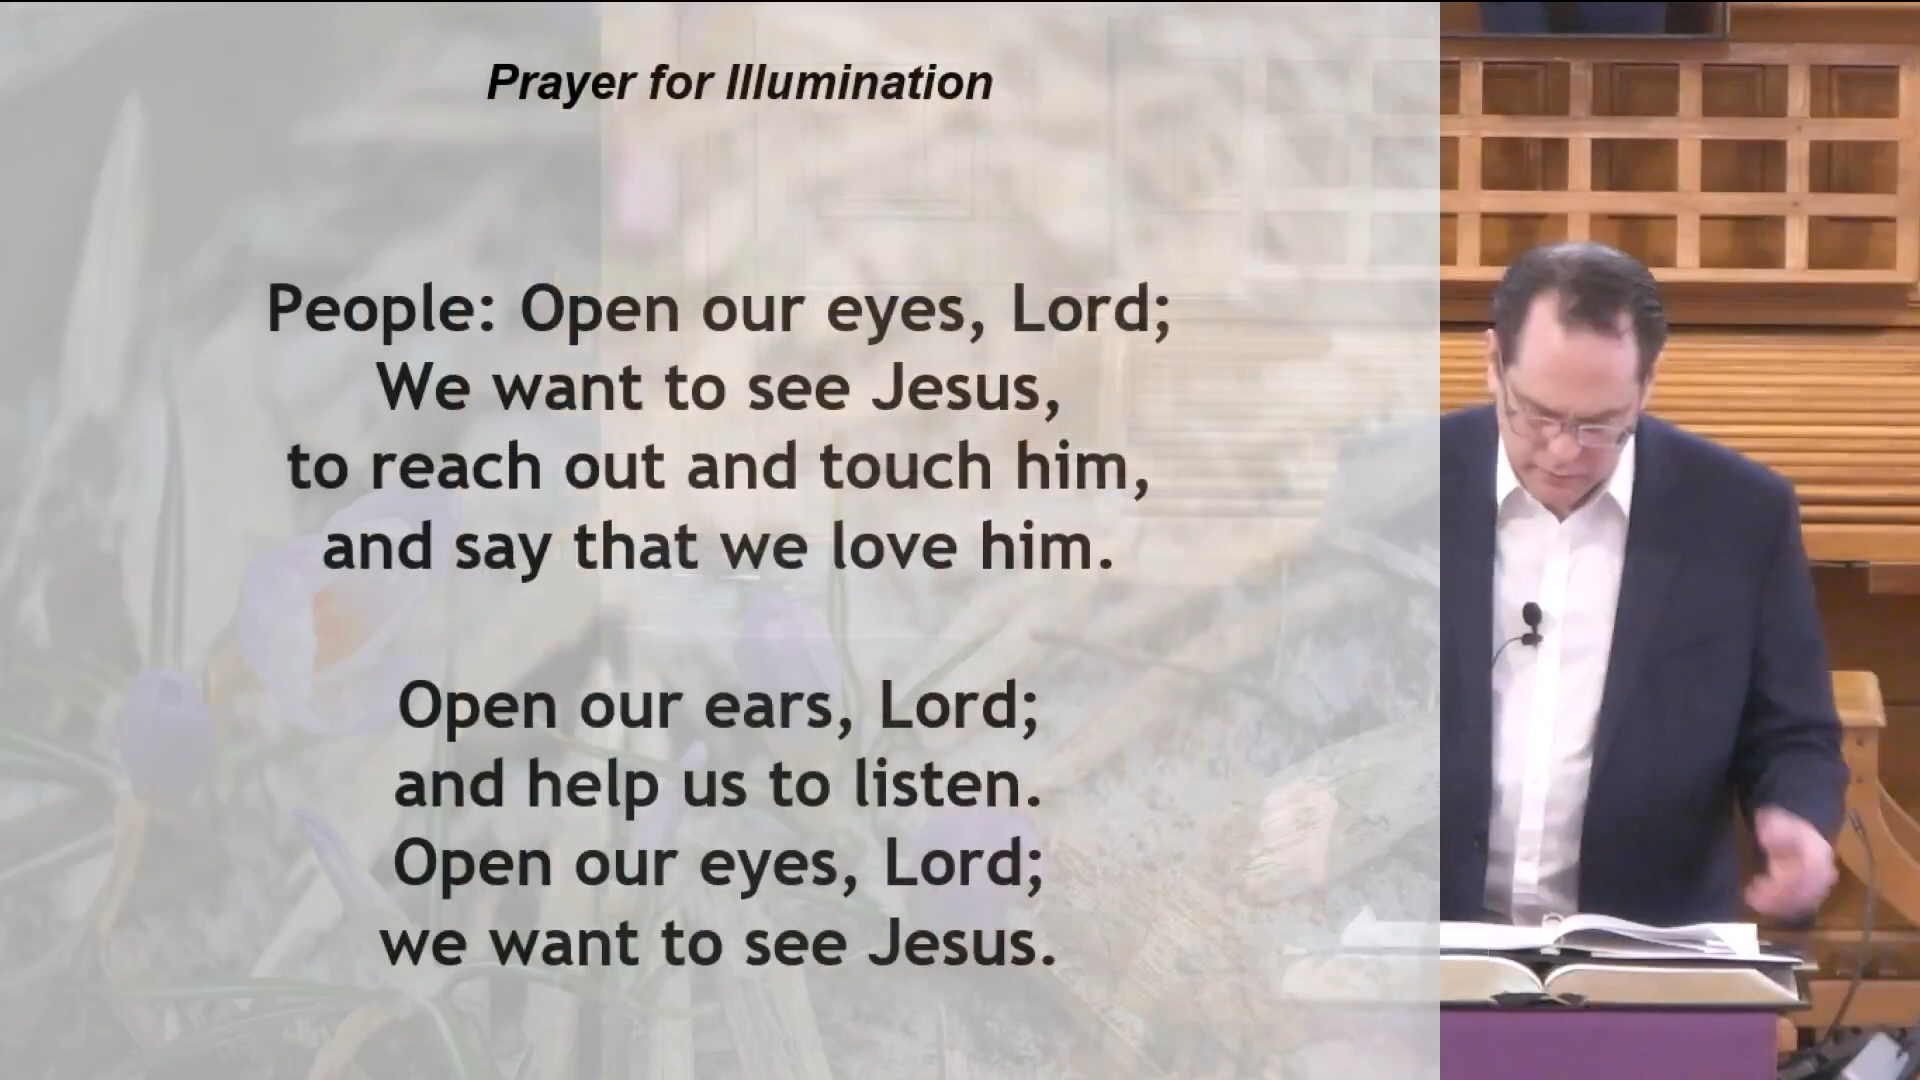 Prayer for Illumination
People: Open our eyes, Lord;
We want to see Jesus,
to reach out and touch him,
and say that we love him.
Open our ears, Lord;
and help us to listen.
Open our eyes, Lord;
we want to see Jesus.